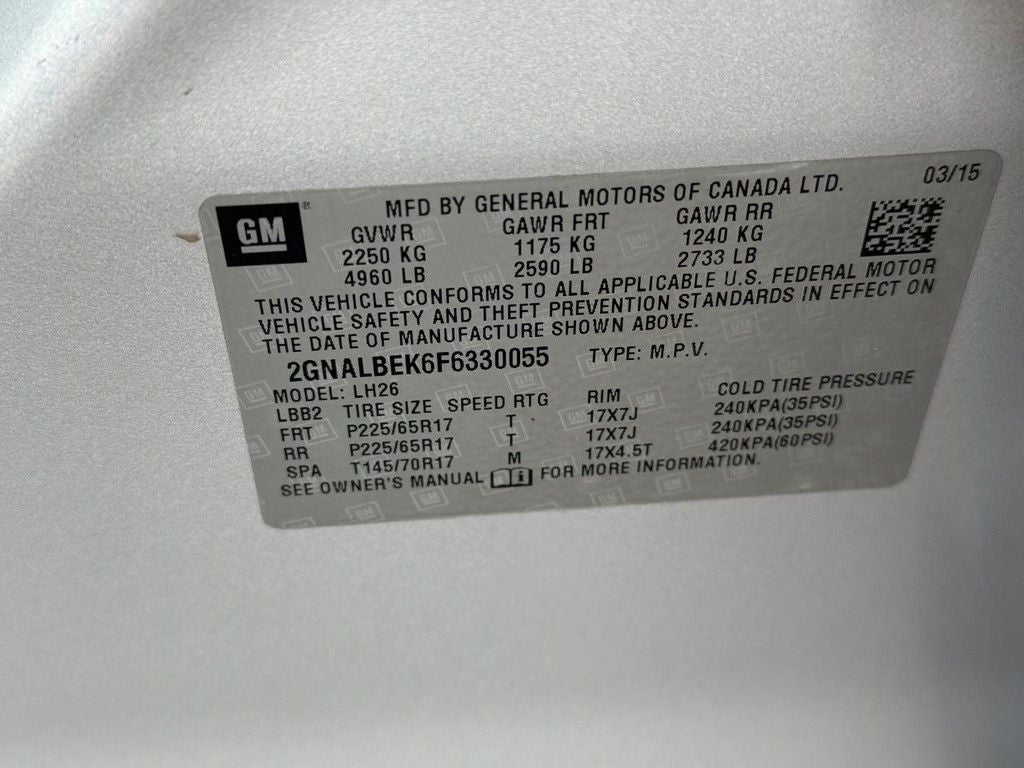 GM ® MFD BY GENERAL MOTORS OF CANADA LTD. 03/15
GVWR GAWR FRT GAWR RR
2250 KG 1175 KG 1240 KG
4960 LB 2590 LB 2733 LB
THIS VEHICLE CONFORMS TO ALL APPLICABLE U.S. FEDERAL MOTOR
VEHICLE SAFETY AND THEFT PREVENTION STANDARDS IN EFFECT ON
THE DATE OF MANUFACTURE SHOWN ABOVE.
2GNALBEK6F6330055 TYPE: M.P.V.
MODEL: LH26
LBB2 TIRE SIZE SPEED RTG RIM COLD TIRE PRESSURE
FRT P225/65R17 T 17X7J 240KPA(35PSI)
RR P225/65R17 T 17X7J 240KPA(35PSI)
SPA T145/70R17 M 17X4.5T 420KPA(60PSI)
SEE OWNER'S MANUAL i FOR MORE INFORMATION.